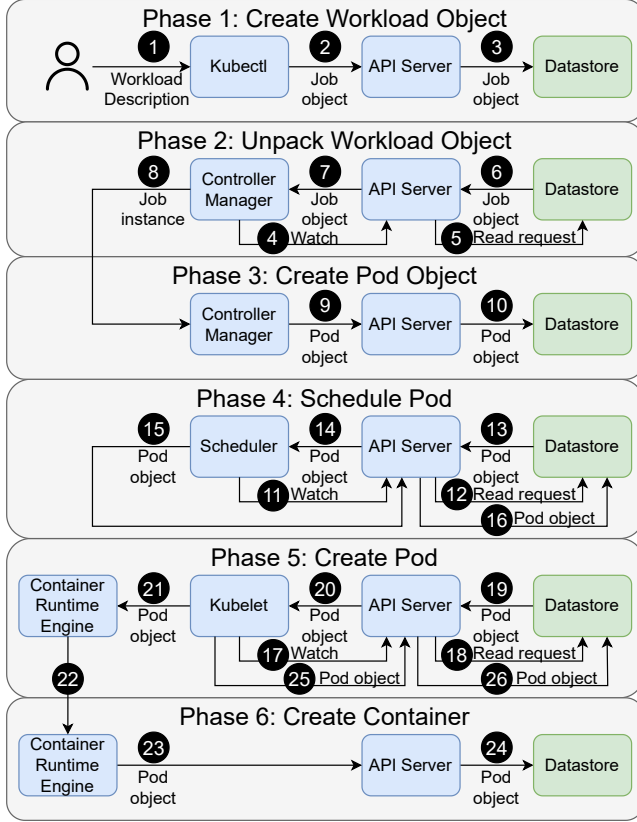 Phase 1: Create Workload Object
1
2
3
Kubectl
API Server
Datastore
Workload
Description
Job
object
Job
object
Phase 2: Unpack Workload Object
8
7
6
Controller
Manager
API Server
Datastore
Job
instance
Job
object
Job
object
4
Watch
5
Read request
Phase 3: Create Pod Object
9
10
Controller
Manager
API Server
Datastore
Pod
object
Pod
object
Phase 4: Schedule Pod
15
14
13
Scheduler
API Server
Datastore
Pod
object
Pod
object
Pod
object
11
Watch
12
Read request
16
Pod object
Phase 5: Create Pod
21
20
19
Container
Runtime
Engine
Kubelet
API Server
Datastore
Pod
object
Pod
object
Pod
object
17
Watch
18
Read request
22
25
Pod object
26
Pod object
Phase 6: Create Container
23
24
Container
Runtime
Engine
API Server
Datastore
Pod
object
Pod
object